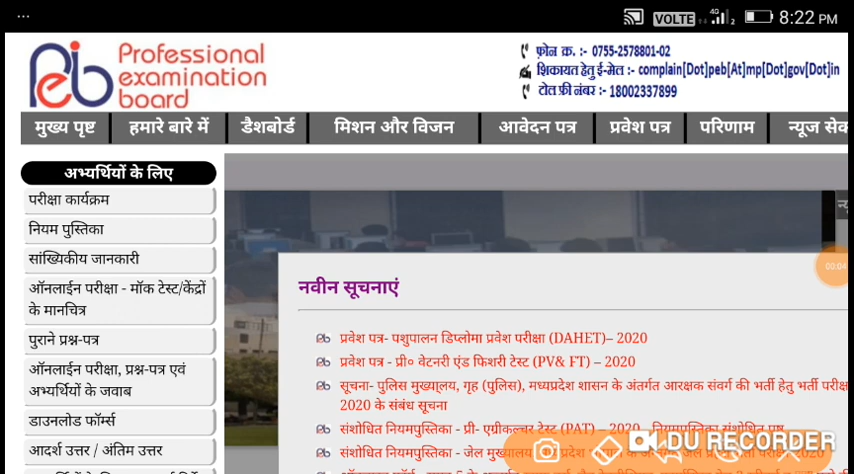 8:22 PM
VOLTE 4G 2
Professional
examination
board
फ़ोन क्र. :- 0755-2578801-02
शिकायत हेतु ई-मेल :- complain[Dot]peb[At]mp[Dot]gov[Dot]in
टोल फ्री नंबर :- 18002337899
मुख्य पृष्ट हमारे बारे में डैशबोर्ड मिशन और विजन आवेदन पत्र प्रवेश पत्र परिणाम न्यूज
अभ्यर्थियों के लिए
परीक्षा कार्यक्रम
नियम पुस्तिका
सांख्यिकीय जानकारी
ऑनलाईन परीक्षा - मॉक टेस्ट/केंद्रों
के मानचित्र
पुराने प्रश्न-पत्र
ऑनलाईन परीक्षा, प्रश्न-पत्र एवं
अभ्यर्थियों के जवाब
डाउनलोड फॉर्म्स
आदर्श उत्तर / अंतिम उत्तर
00:04
नवीन सूचनाएं
प्रवेश पत्र- पशुपालन डिप्लोमा प्रवेश परीक्षा (DAHET)– 2020
प्रवेश पत्र - प्री० वेटनरी एंड फिशरी टेस्ट (PV& FT) – 2020
सूचना- पुलिस मुख्यालय, गृह (पुलिस), मध्यप्रदेश शासन के अंतर्गत आरक्षक संवर्ग की भर्ती हेतु भर्ती परीक्षा
2020 के संबंध सूचना
संशोधित नियमपुस्तिका - प्री- एग्रीकल्चर टेस्ट (PAT) – 2020 नियमपुस्तिका संशोधित पृष्ठ
संशोधित नियमपुस्तिका - जेल मुख्यालय 2020
DU RECORDER